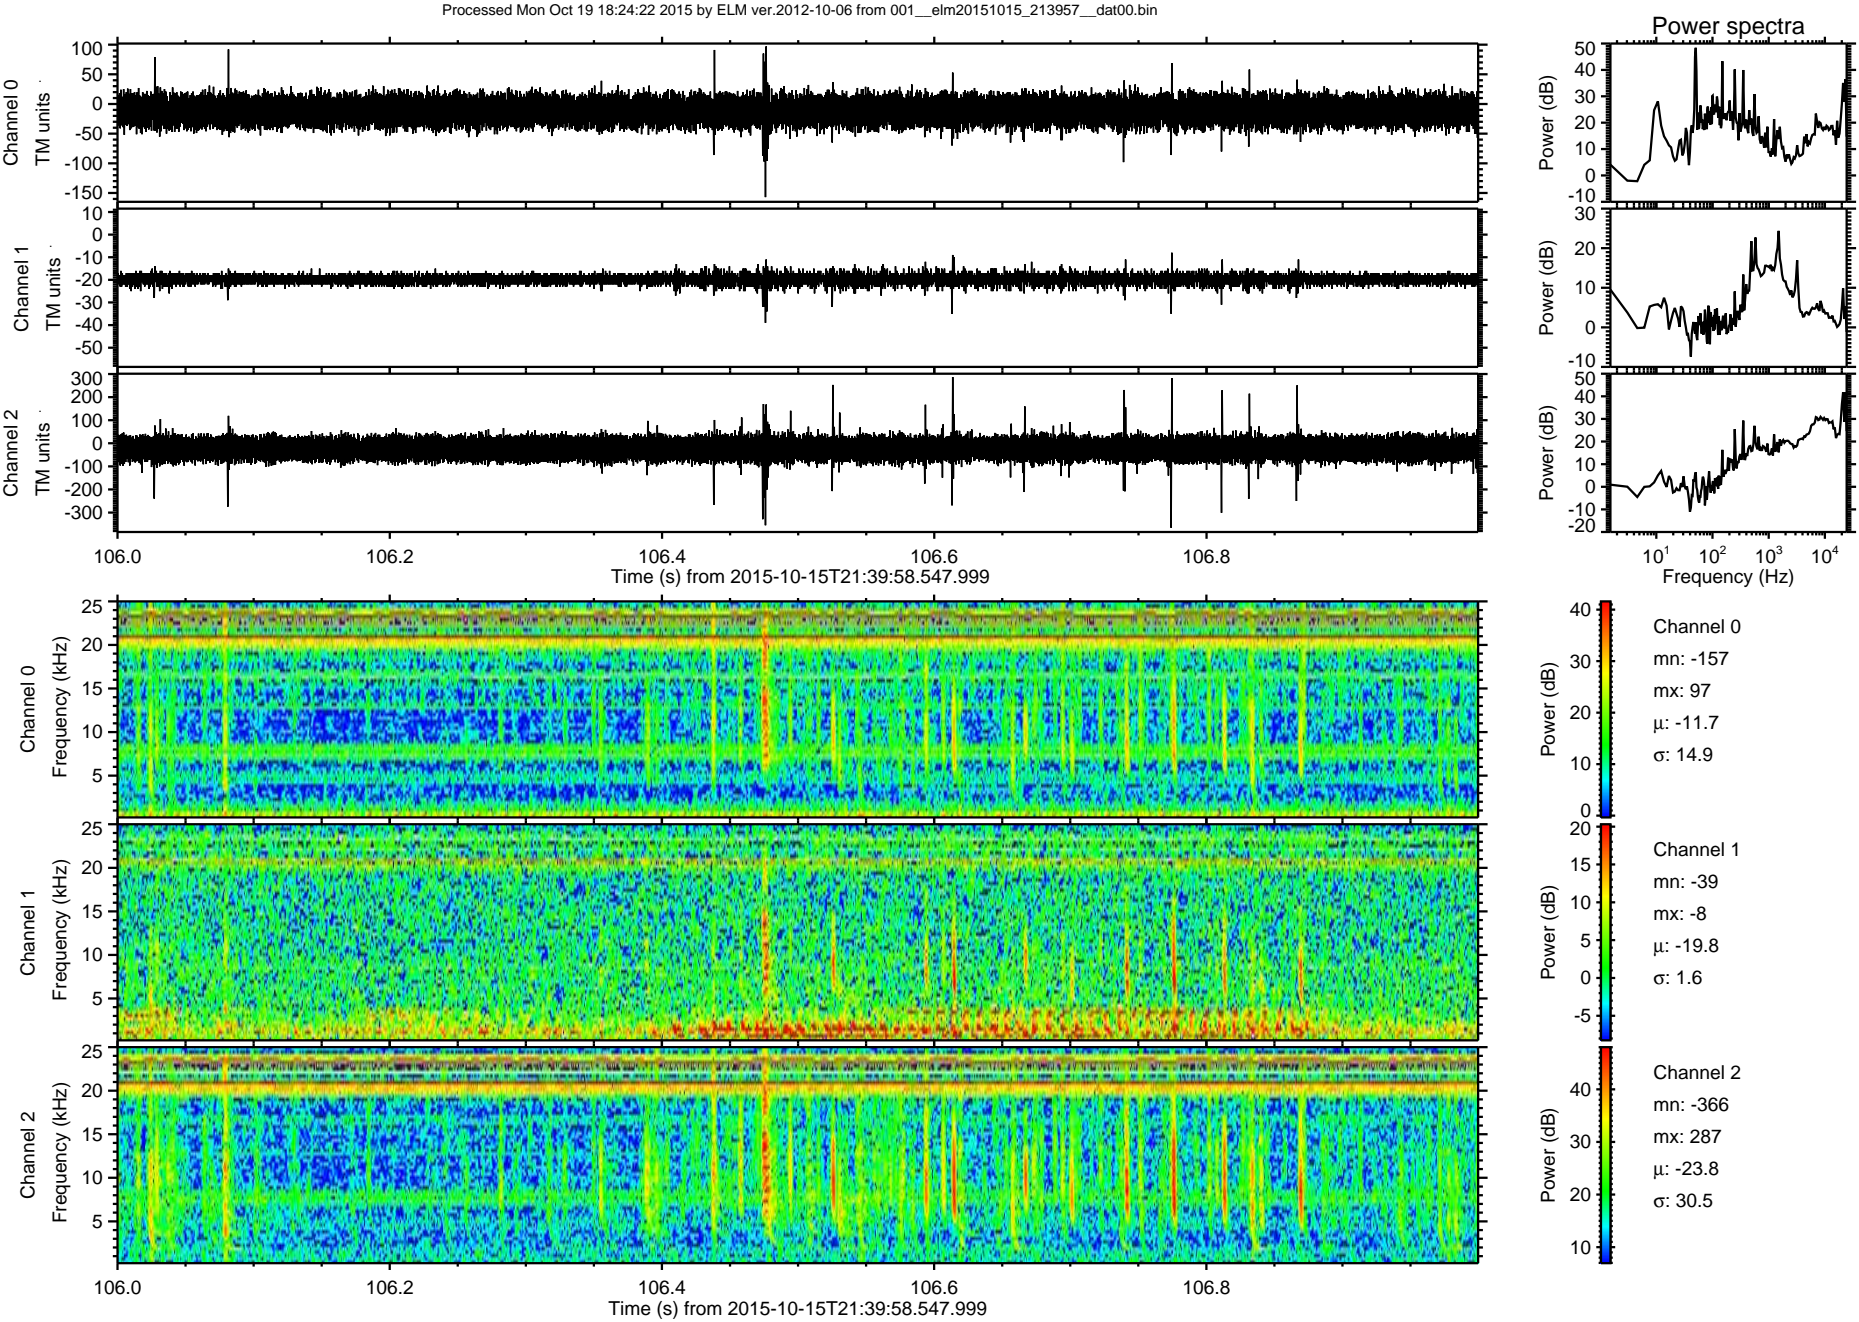 Processed Mon Oct 19 18:24:22 2015 by ELM ver.2012-10-06 from 001__elm20151015_213957__dat00.bin
Power spectra
Channel 0
TM units
100
50
0
-50
-100
-150
Power (dB)
50
40
30
20
10
0
-10
Channel 1
TM units
10
0
-10
-20
-30
-40
-50
Power (dB)
30
20
10
0
-10
Channel 2
TM units
300
200
100
0
-100
-200
-300
Power (dB)
50
40
30
20
10
0
-10
-20
106.0 106.2 106.4 106.6 106.8
Time (s) from 2015-10-15T21:39:58.547.999
10¹ 10² 10³ 10⁴
Frequency (Hz)
Channel 0
Frequency (kHz)
25
20
15
10
5
Power (dB)
40
30
20
10
0
Channel 0
mn: -157
mx: 97
μ: -11.7
σ: 14.9
Channel 1
Frequency (kHz)
25
20
15
10
5
Power (dB)
20
15
10
5
0
-5
Channel 1
mn: -39
mx: -8
μ: -19.8
σ: 1.6
Channel 2
Frequency (kHz)
25
20
15
10
5
Power (dB)
40
30
20
10
Channel 2
mn: -366
mx: 287
μ: -23.8
σ: 30.5
106.0 106.2 106.4 106.6 106.8
Time (s) from 2015-10-15T21:39:58.547.999